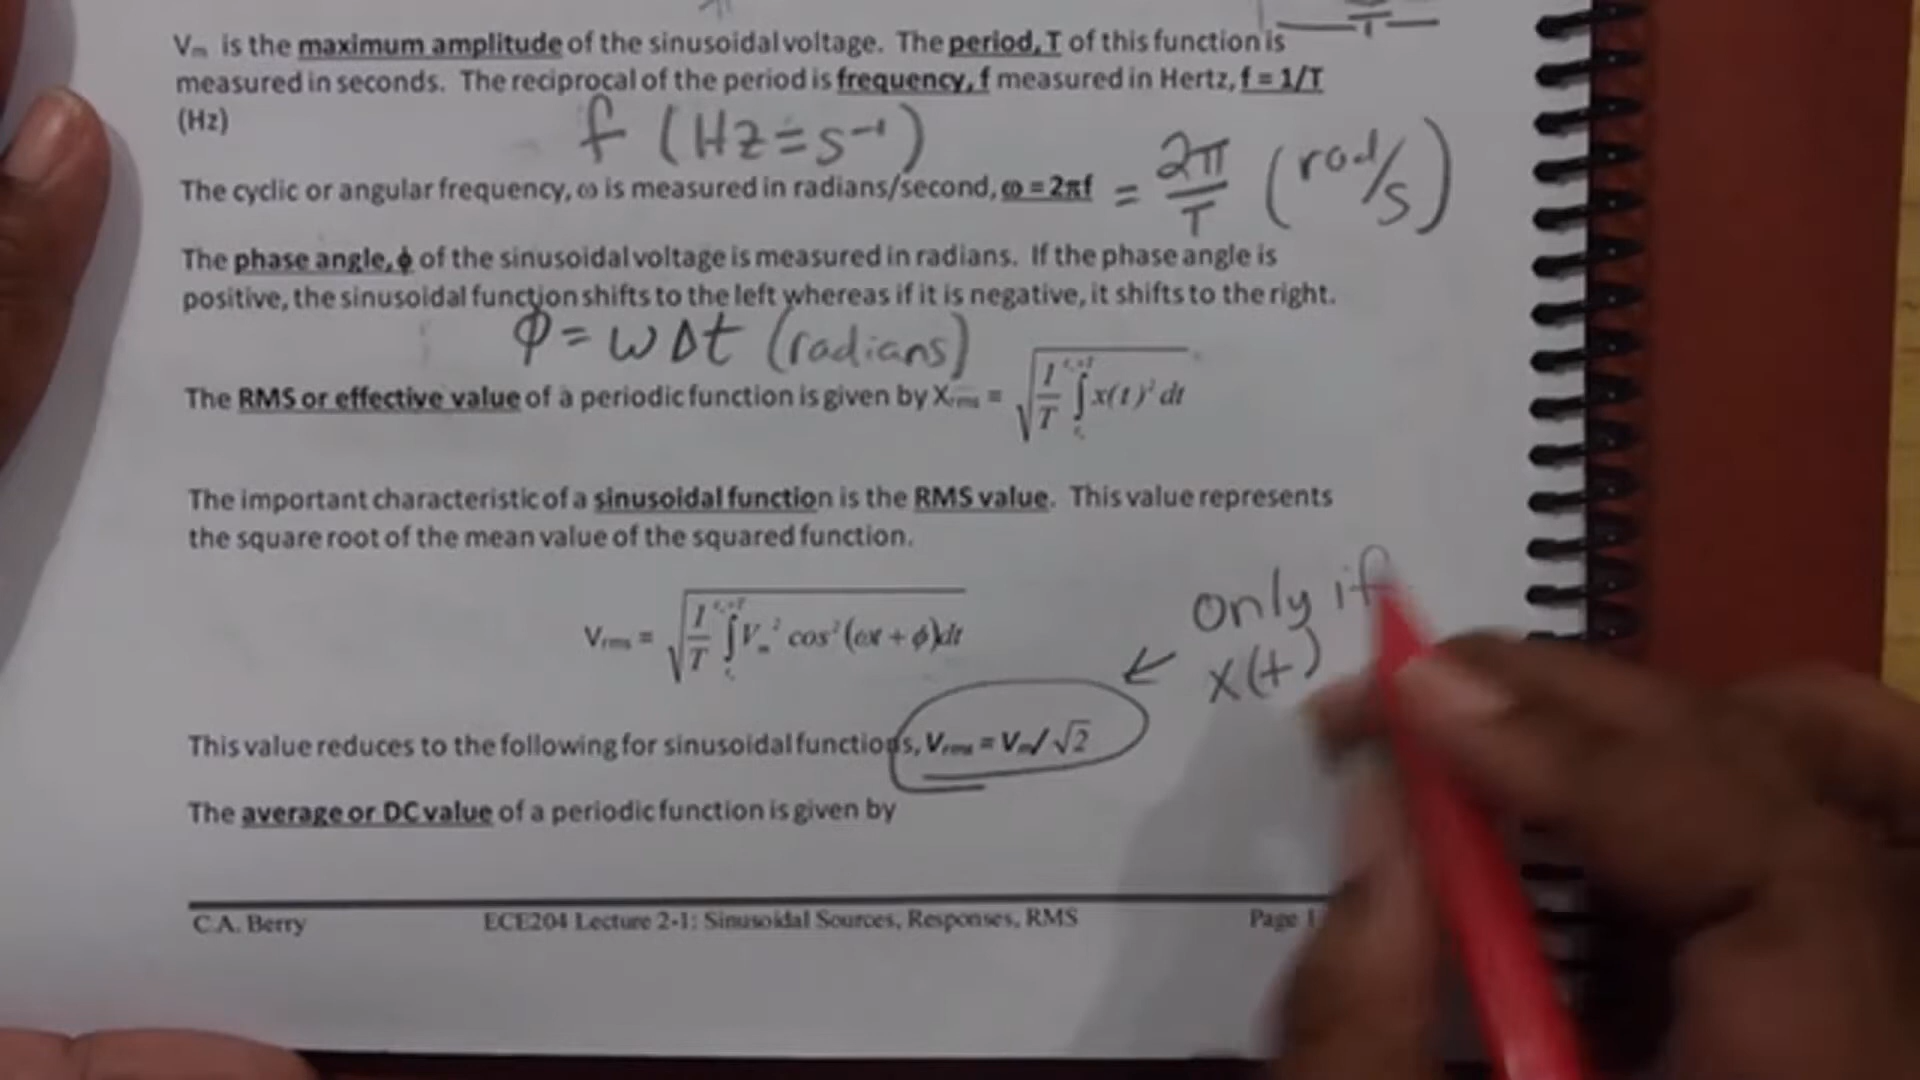 Vm is the maximum amplitude of the sinusoidal voltage. The period, T of this function is
measured in seconds. The reciprocal of the period is frequency, f measured in Hertz, f = 1/T
(Hz)
f (Hz = s⁻¹)
The cyclic or angular frequency, ω is measured in radians/second, ω = 2πf = 2π/T (rad/s)
The phase angle, ϕ of the sinusoidal voltage is measured in radians. If the phase angle is
positive, the sinusoidal function shifts to the left whereas if it is negative, it shifts to the right.
ϕ = ωΔt (radians)
The RMS or effective value of a periodic function is given by Xrms = √(1/T ∫ x(t)² dt)
The important characteristic of a sinusoidal function is the RMS value. This value represents
the square root of the mean value of the squared function.
Vrms = √(1/T ∫ Vm² cos²(ωt + ϕ)dt)
only if
x(t)
This value reduces to the following for sinusoidal functions, Vrms = Vm/√2
The average or DC value of a periodic function is given by
C.A. Berry ECE204 Lecture 2-1: Sinusoidal Sources, Responses, RMS Page 1